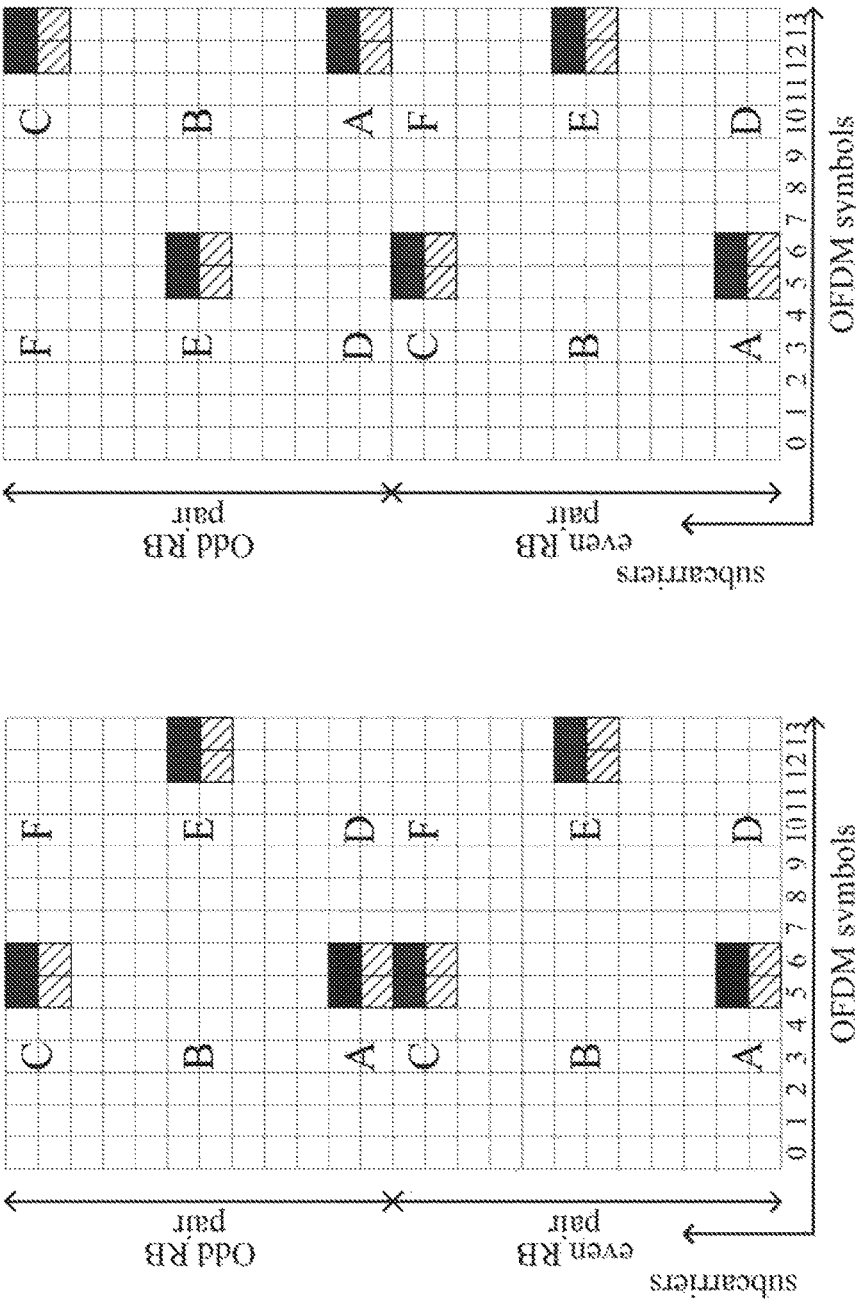 C
B
A
F
E
D
F
E
D
C
B
A
Odd RB
pair
even RB
pair
subcarriers
0 1 2 3 4 5 6 7 8 9 10 11 12 13
OFDM symbols
C F
B E
A D
C F
B E
A D
Odd RB
pair
even RB
pair
subcarriers
0 1 2 3 4 5 6 7 8 9 10 11 12 13
OFDM symbols